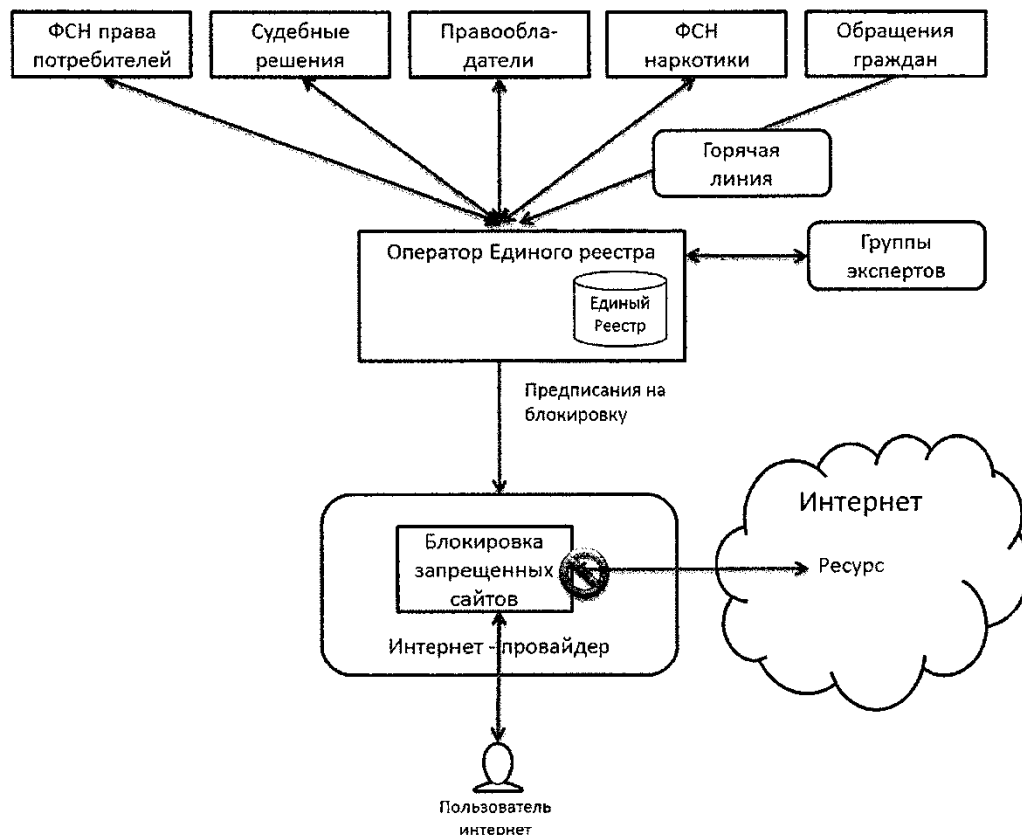 ФСН права
потребителей
Судебные
решения
Правообла-
датели
ФСН
наркотики
Обращения
граждан
Горячая
линия
Оператор Единого реестра
Группы
экспертов
Единый
Реестр
Предписания на
блокировку
Интернет
Блокировка
запрещенных
сайтов
Ресурс
Интернет - провайдер
Пользователь
интернет